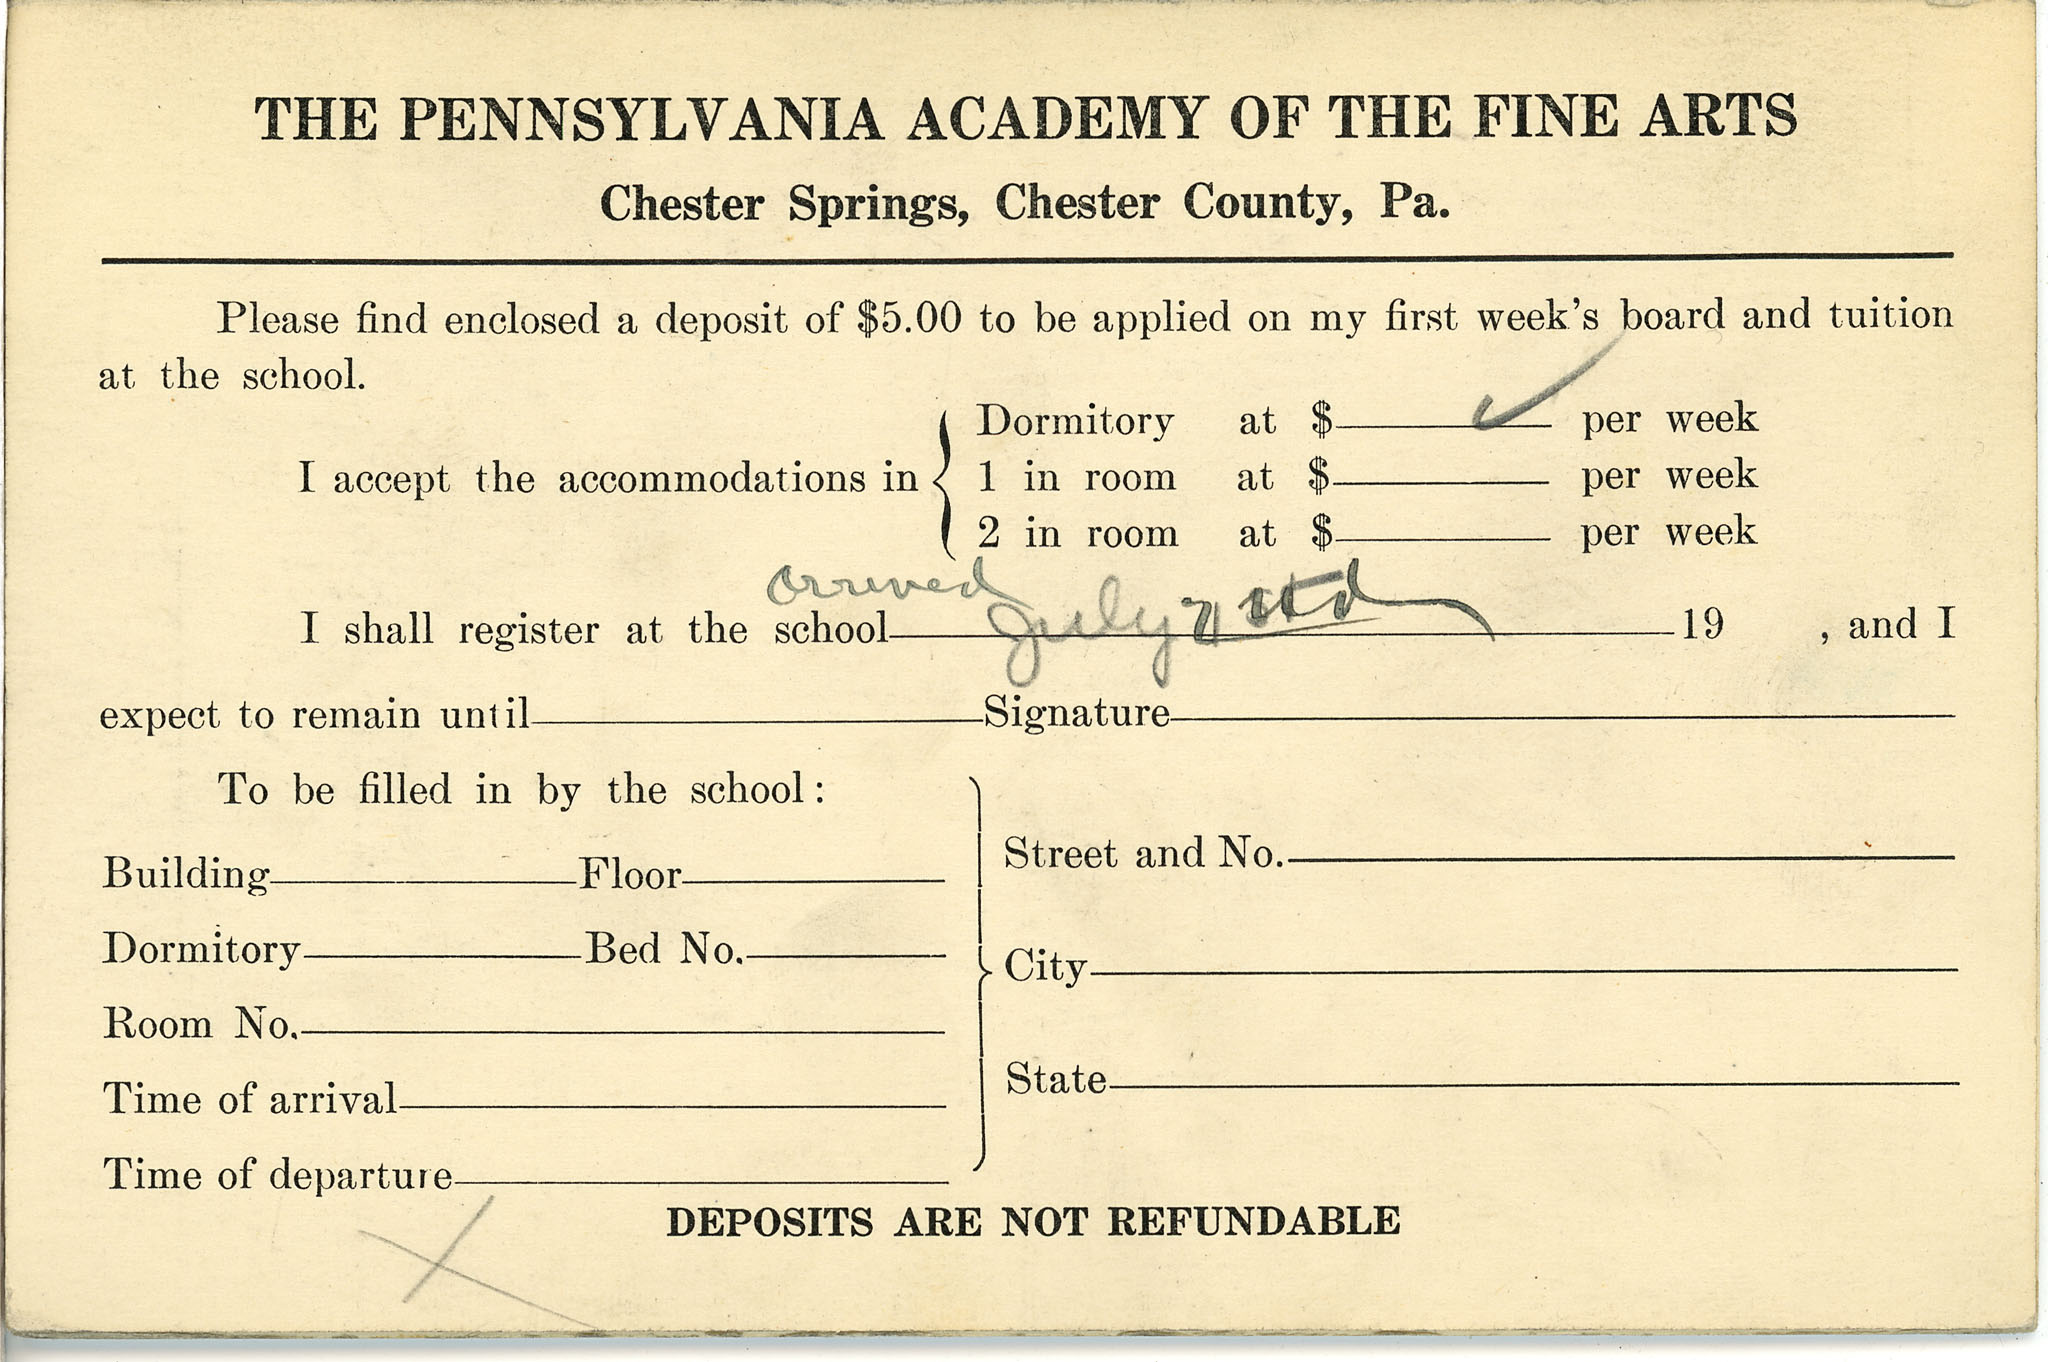 THE PENNSYLVANIA ACADEMY OF THE FINE ARTS
Chester Springs, Chester County, Pa.
Please find enclosed a deposit of $5.00 to be applied on my first week's board and tuition
at the school.
I accept the accommodations in
Dormitory at $ ✓ per week
1 in room at $ per week
2 in room at $ per week
arrived
I shall register at the school July 19 , and I
expect to remain until Signature
To be filled in by the school:
Building Floor
Dormitory Bed No.
Room No.
Time of arrival
Time of departure
Street and No.
City
State
DEPOSITS ARE NOT REFUNDABLE